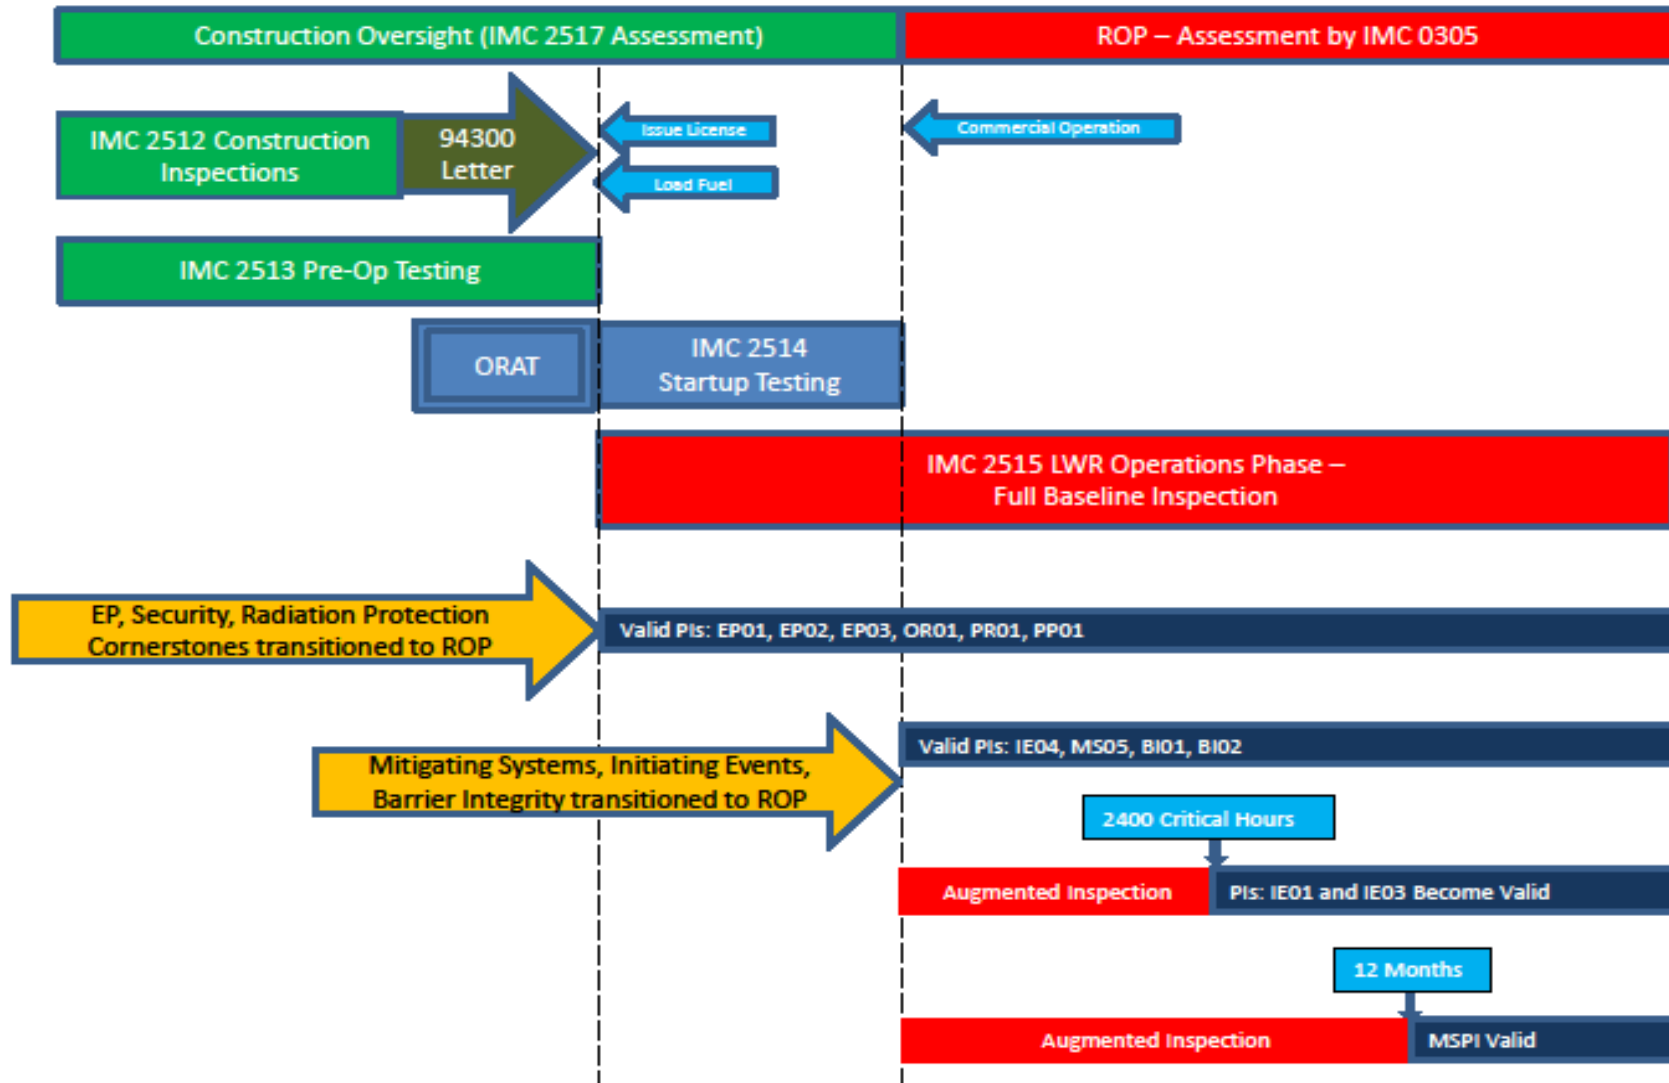 Construction Oversight (IMC 2517 Assessment)
ROP – Assessment by IMC 0305
IMC 2512 Construction
Inspections
94300
Letter
Issue License
Load Fuel
Commercial Operation
IMC 2513 Pre-Op Testing
ORAT
IMC 2514
Startup Testing
IMC 2515 LWR Operations Phase –
Full Baseline Inspection
EP, Security, Radiation Protection
Cornerstones transitioned to ROP
Valid PIs: EP01, EP02, EP03, OR01, PR01, PP01
Mitigating Systems, Initiating Events,
Barrier Integrity transitioned to ROP
Valid PIs: IE04, MS05, BI01, BI02
2400 Critical Hours
Augmented Inspection
PIs: IE01 and IE03 Become Valid
12 Months
Augmented Inspection
MSPI Valid